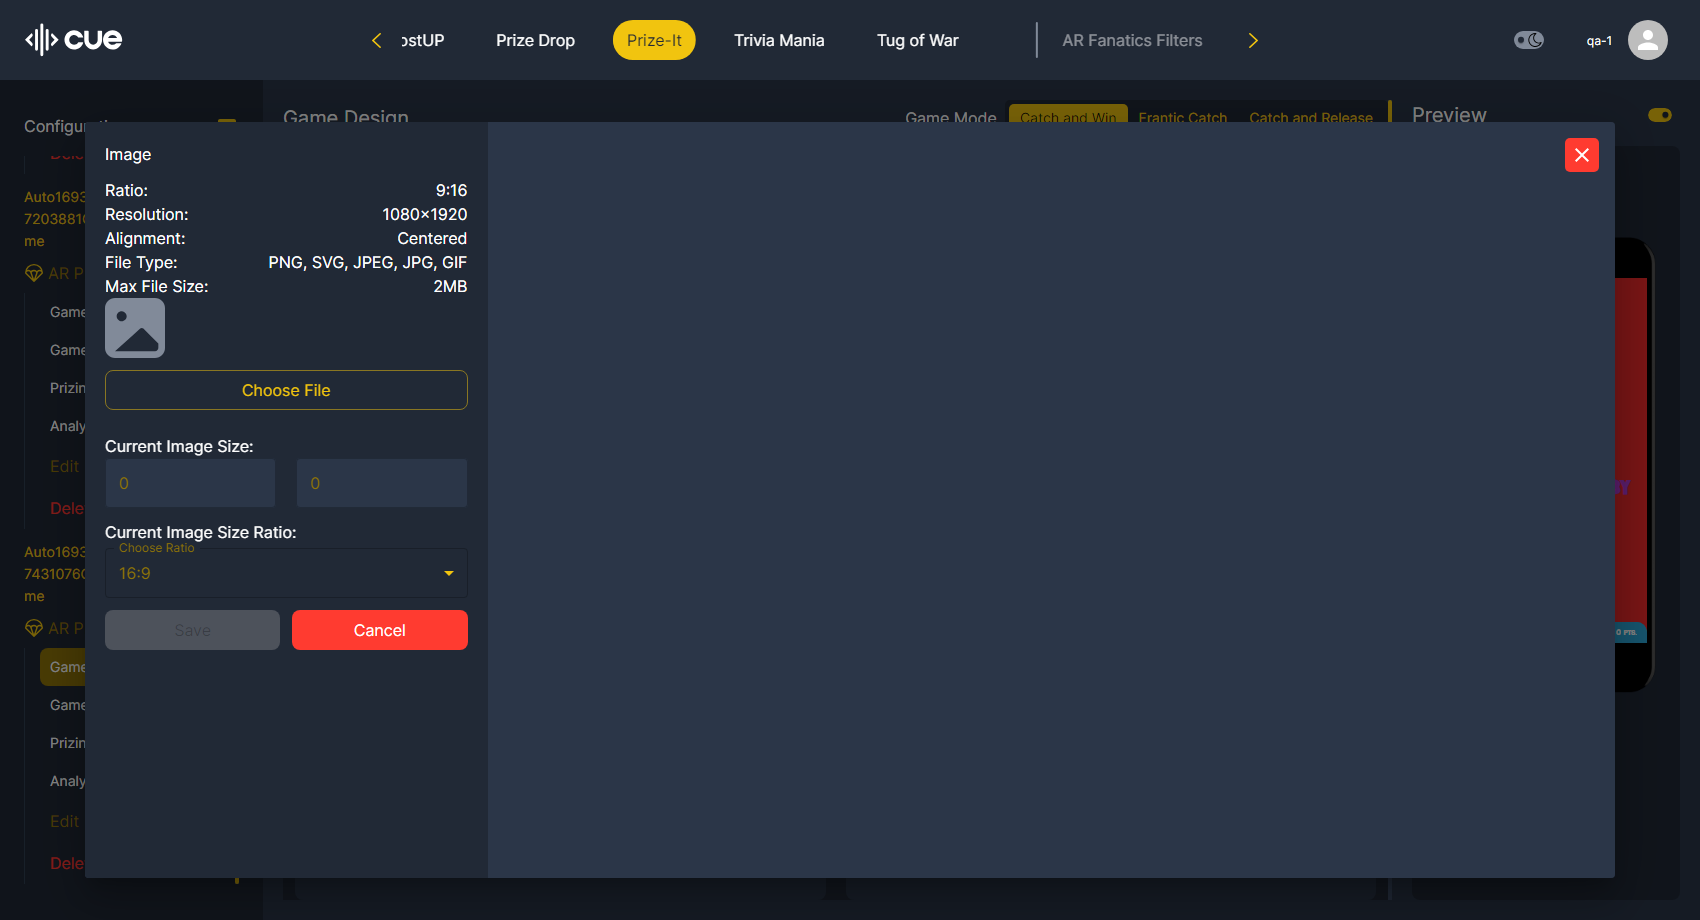 cue
ostUP
Prize Drop
Prize-It
Trivia Mania
Tug of War
AR Fanatics Filters
qa-1
Game Design
Game Mode
Catch and Win
Frantic Catch
Catch and Release
Preview
Auto1693
me
AR P
Game
Game
Prizin
Analy
Edit
Dele
Auto1693
me
AR P
Game
Game
Prizin
Analy
Edit
Dele
Image
Ratio: 9:16
Resolution: 1080×1920
Alignment: Centered
File Type: PNG, SVG, JPEG, JPG, GIF
Max File Size: 2MB
Choose File
Current Image Size:
0 0
Current Image Size Ratio:
Choose Ratio
16:9
Save Cancel
0 PTS.